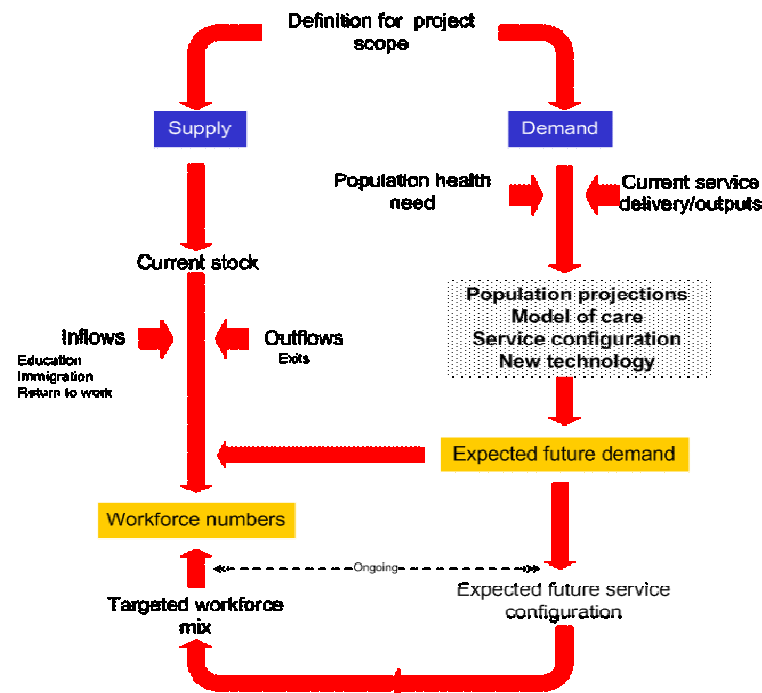 Definition for project
scope
Supply
Demand
Population health
need
Current service
delivery/outputs
Current stock
Population projections
Model of care
Service configuration
New technology
Inflows
Education
Immigration
Return to work
Outflows
Exits
Expected future demand
Workforce numbers
Ongoing
Targeted workforce
mix
Expected future service
configuration